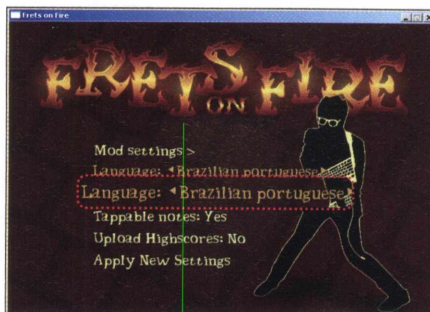 Frets on Fire
FRETS ON FIRE
Mod settings >
Language: Brazilian portuguese
Language: Brazilian portuguese
Tappable notes: Yes
Upload Highscores: No
Apply New Settings